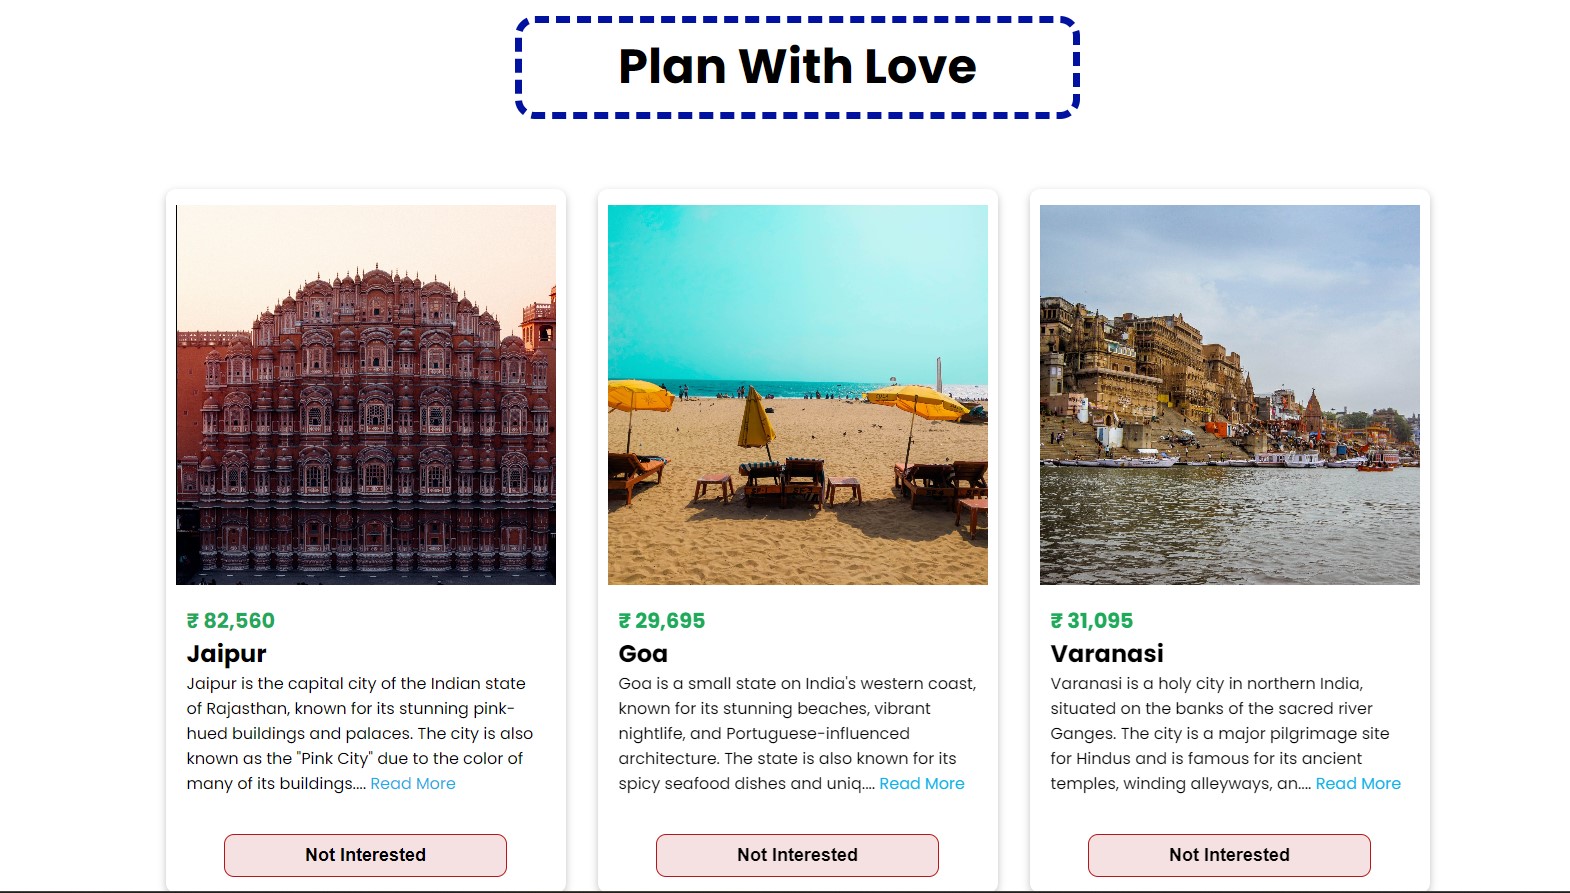 Plan With Love
₹ 82,560
Jaipur
Jaipur is the capital city of the Indian state
of Rajasthan, known for its stunning pink-
hued buildings and palaces. The city is also
known as the "Pink City" due to the color of
many of its buildings.... Read More
Not Interested
₹ 29,695
Goa
Goa is a small state on India's western coast,
known for its stunning beaches, vibrant
nightlife, and Portuguese-influenced
architecture. The state is also known for its
spicy seafood dishes and uniq.... Read More
Not Interested
₹ 31,095
Varanasi
Varanasi is a holy city in northern India,
situated on the banks of the sacred river
Ganges. The city is a major pilgrimage site
for Hindus and is famous for its ancient
temples, winding alleyways, an.... Read More
Not Interested